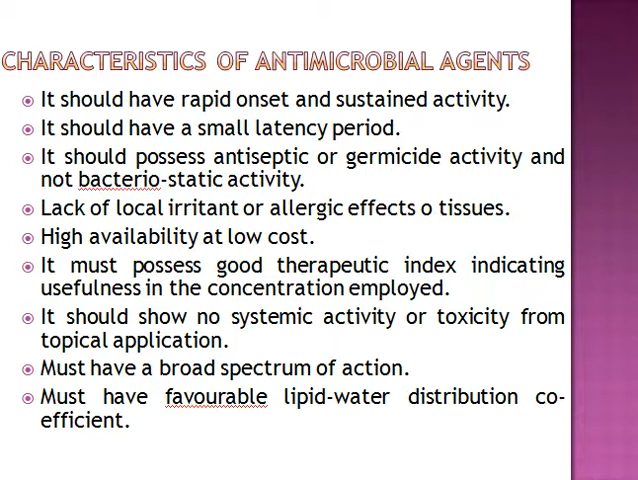 CHARACTERISTICS OF ANTIMICROBIAL AGENTS
It should have rapid onset and sustained activity.
It should have a small latency period.
It should possess antiseptic or germicide activity and
not bacterio-static activity.
Lack of local irritant or allergic effects o tissues.
High availability at low cost.
It must possess good therapeutic index indicating
usefulness in the concentration employed.
It should show no systemic activity or toxicity from
topical application.
Must have a broad spectrum of action.
Must have favourable lipid-water distribution co-
efficient.